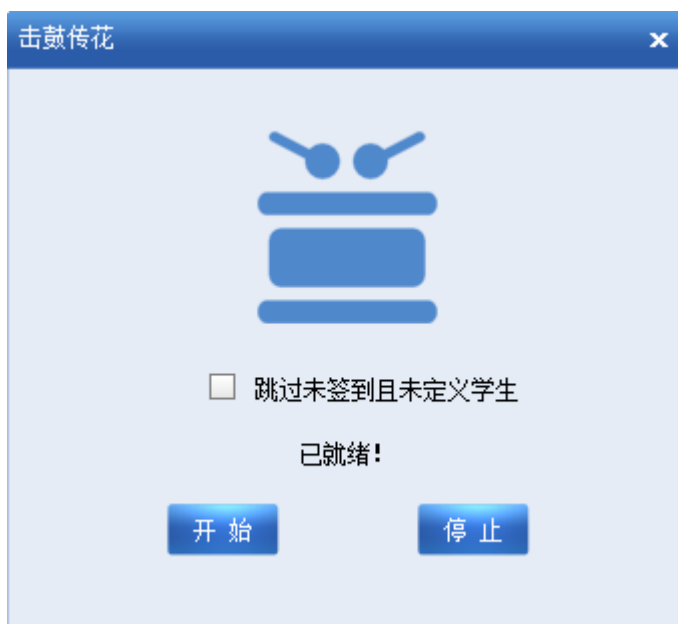 击鼓传花
跳过未签到且未定义学生
已就绪!
开 始
停 止